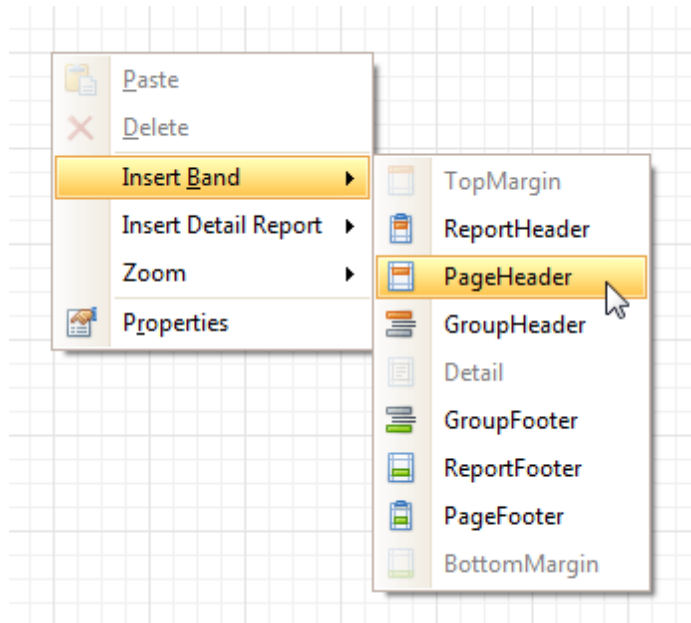 Paste
Delete
Insert Band
Insert Detail Report
Zoom
Properties
TopMargin
ReportHeader
PageHeader
GroupHeader
Detail
GroupFooter
ReportFooter
PageFooter
BottomMargin